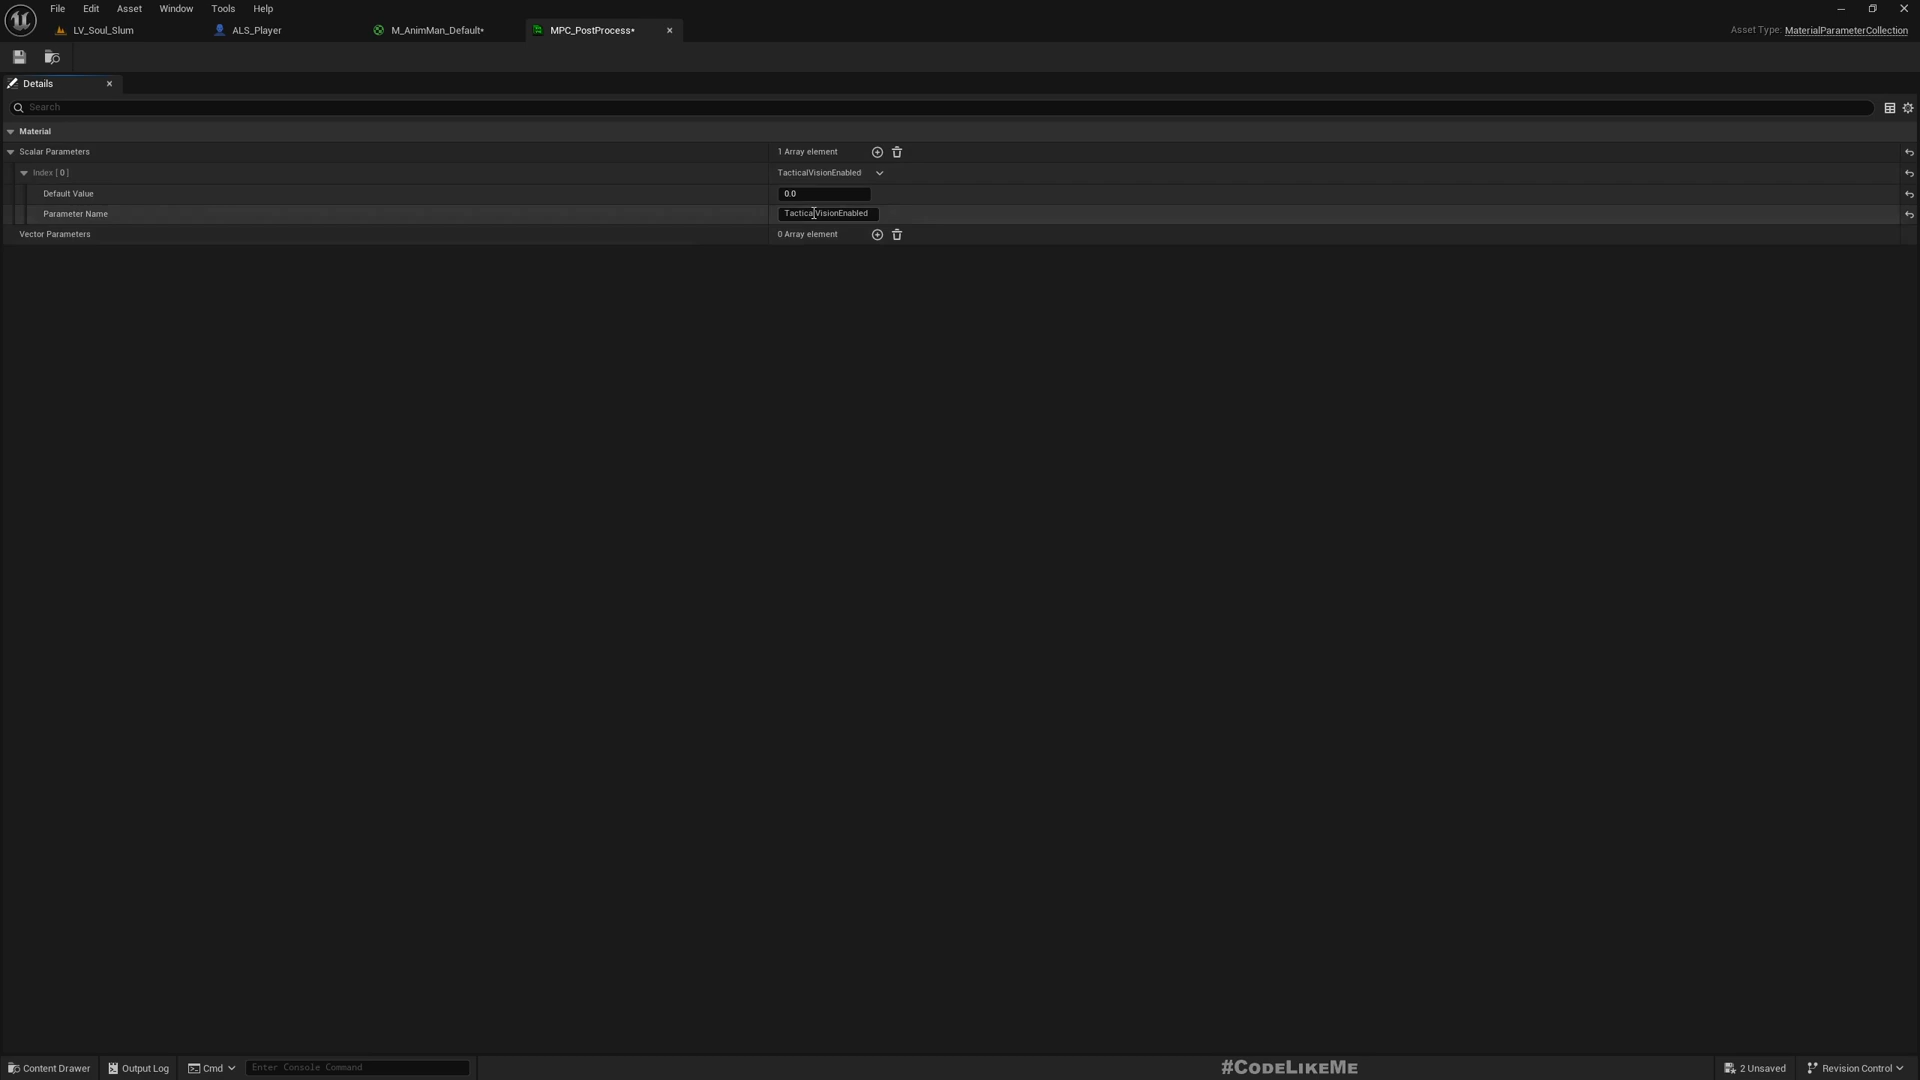 File Edit Asset Window Tools Help
LV_Soul_Slum ALS_Player M_AnimMan_Default* MPC_PostProcess* Asset Type: MaterialParameterCollection
Details
Search
Material
Scalar Parameters 1 Array element
Index [ 0 ] TacticalVisionEnabled
Default Value 0.0
Parameter Name TacticalVisionEnabled
Vector Parameters 0 Array element
Content Drawer Output Log Cmd Enter Console Command #CODELIKEME 2 Unsaved Revision Control